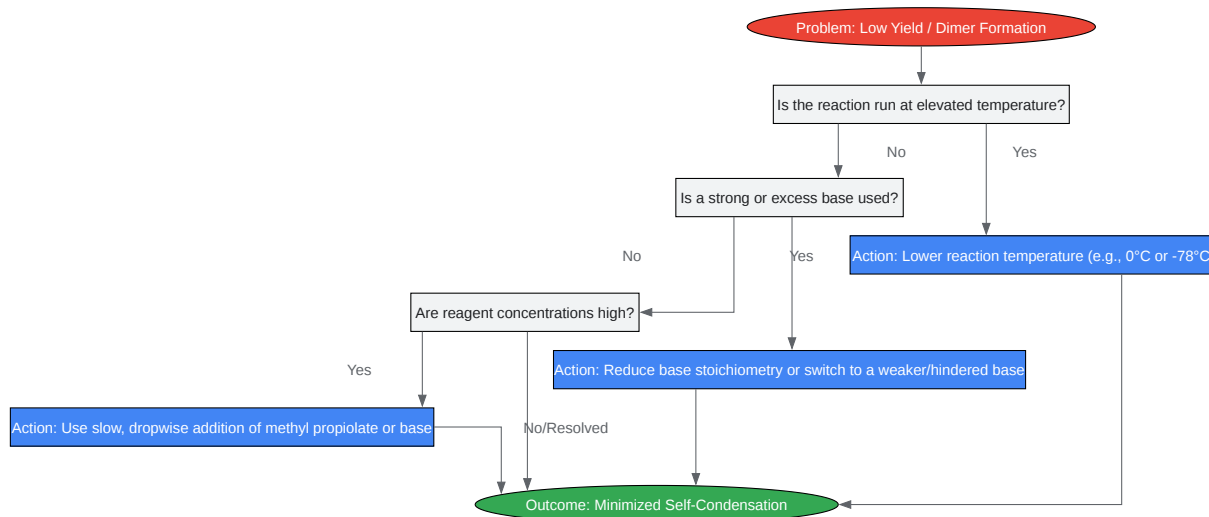 Problem: Low Yield / Dimer Formation
Is the reaction run at elevated temperature?
No
Yes
Is a strong or excess base used?
No
Yes
Action: Lower reaction temperature (e.g., 0°C or -78°C
Are reagent concentrations high?
Yes
Action: Reduce base stoichiometry or switch to a weaker/hindered base
Action: Use slow, dropwise addition of methyl propiolate or base
No/Resolved
Outcome: Minimized Self-Condensation